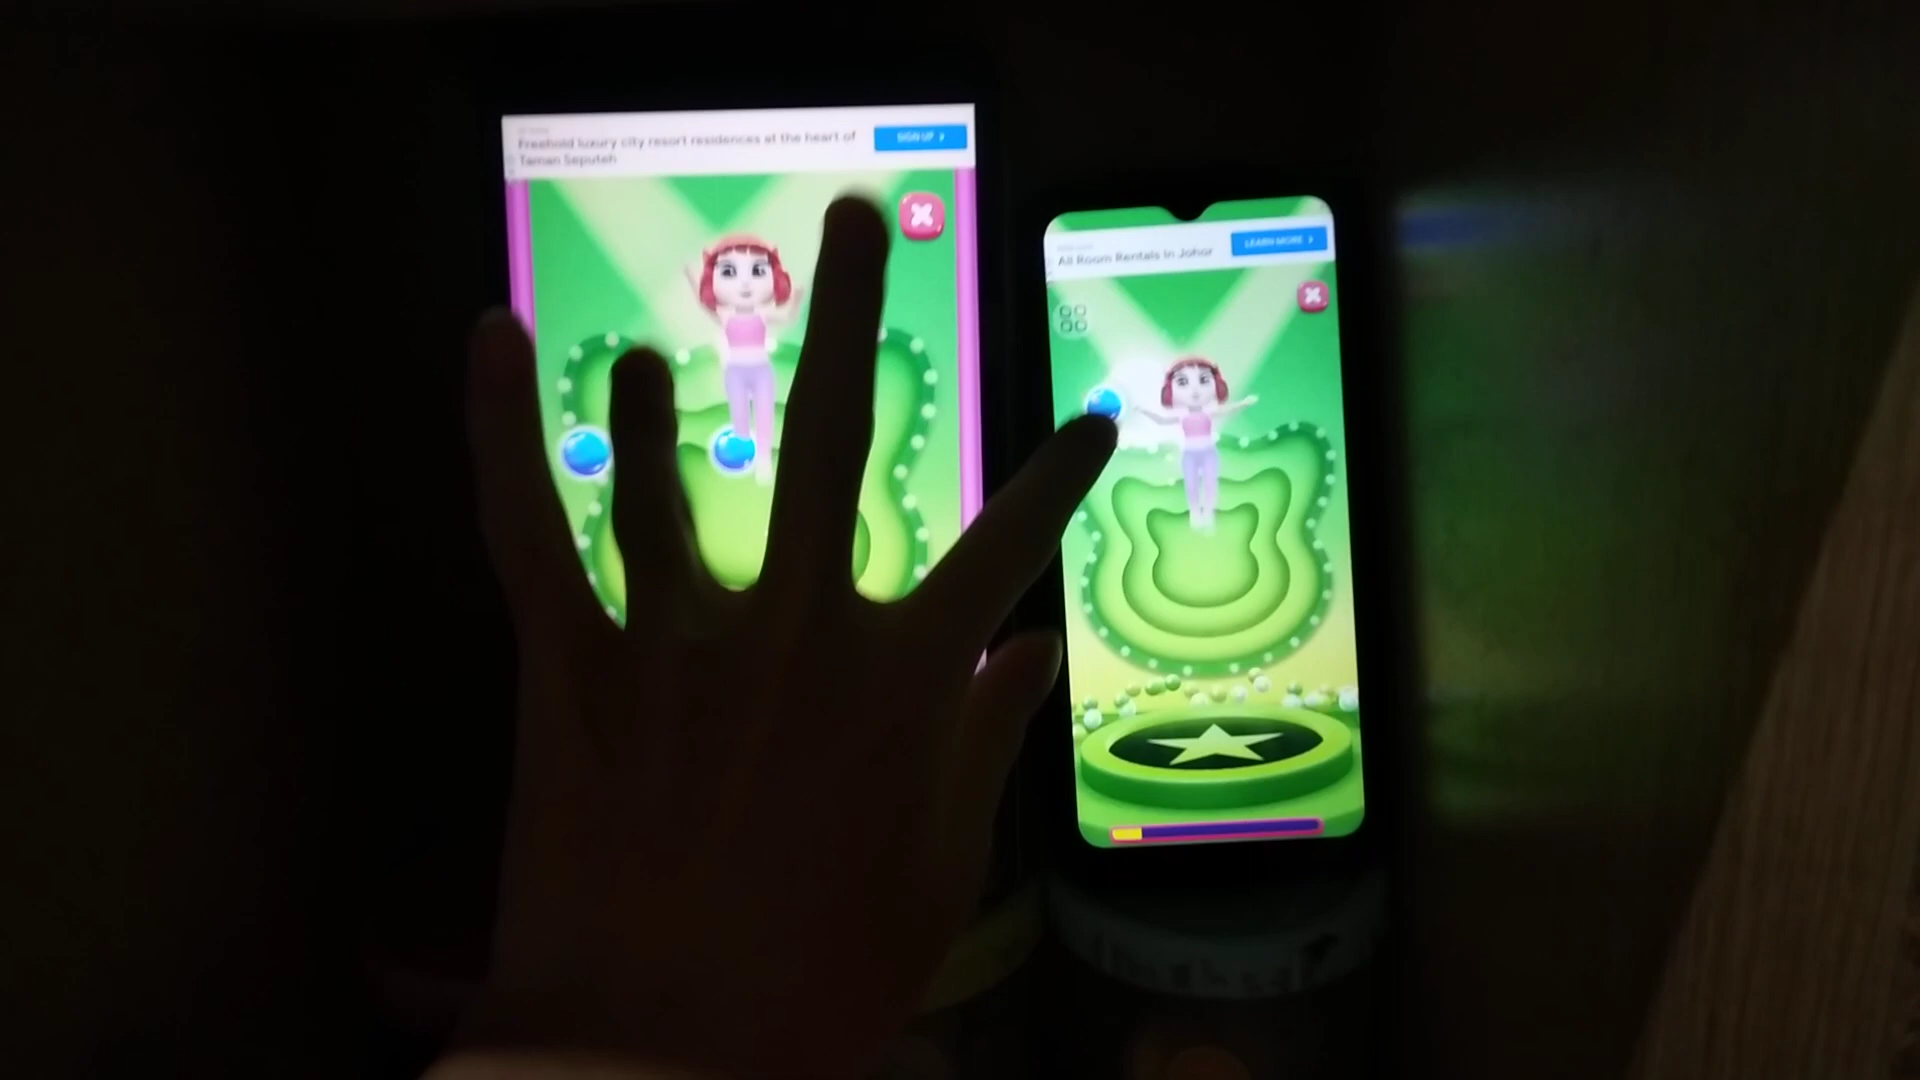 Freehold luxury city resort residences at the heart of
Taman Seputeh
SIGN UP
All Room Rentals in Johor
LEARN MORE